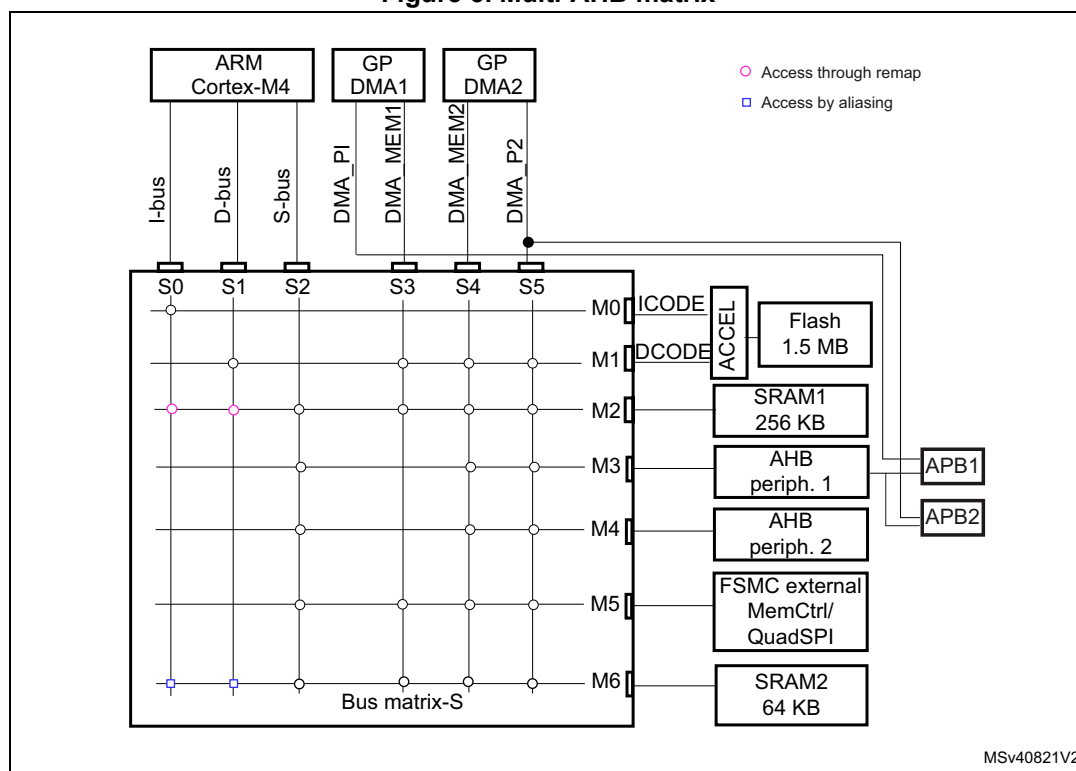 ARM
Cortex-M4
GP
DMA1
GP
DMA2
Access through remap
Access by aliasing
I-bus
D-bus
S-bus
DMA_PI
DMA_MEM1
DMA_MEM2
DMA_P2
S0 S1 S2 S3 S4 S5
M0 ICODE
M1 DCODE
ACCEL
Flash
1.5 MB
M2
SRAM1
256 KB
M3
AHB
periph. 1
APB1
APB2
M4
AHB
periph. 2
M5
FSMC external
MemCtrl/
QuadSPI
M6
SRAM2
64 KB
Bus matrix-S
MSv40821V2